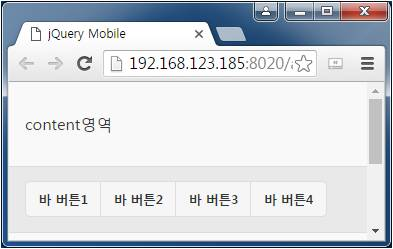 jQuery Mobile
192.168.123.185:8020/
content영역
바 버튼1 바 버튼2 바 버튼3 바 버튼4